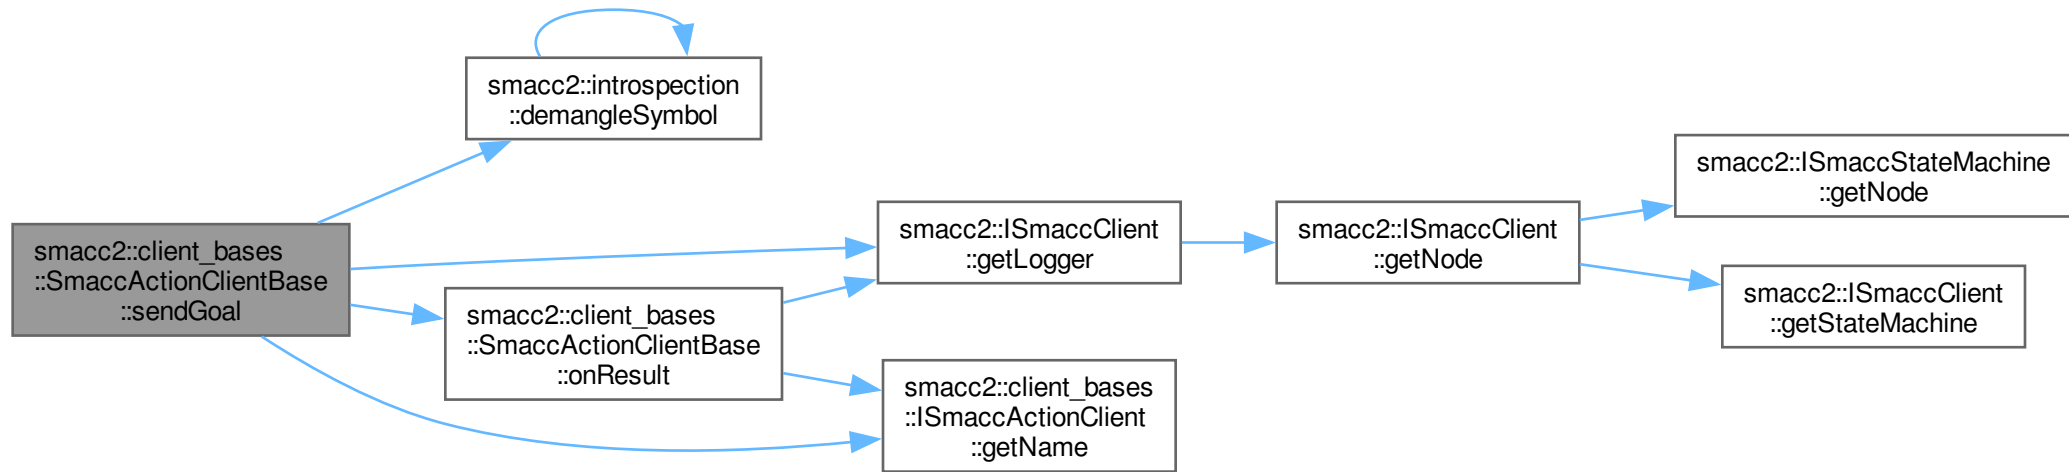 smacc2::introspection
::demangleSymbol
smacc2::client_bases
::SmaccActionClientBase
::sendGoal
smacc2::client_bases
::SmaccActionClientBase
::onResult
smacc2::ISmaccClient
::getLogger
smacc2::client_bases
::ISmaccActionClient
::getName
smacc2::ISmaccClient
::getNode
smacc2::ISmaccStateMachine
::getNode
smacc2::ISmaccClient
::getStateMachine